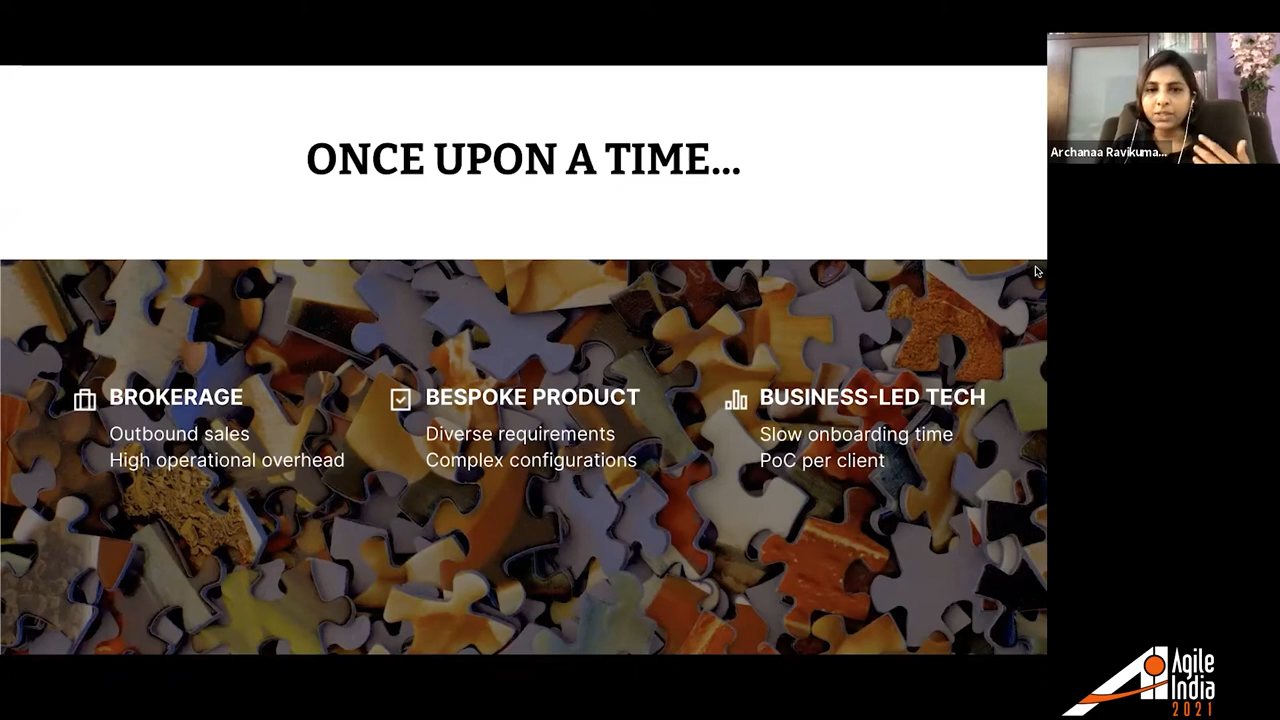 ONCE UPON A TIME...
BROKERAGE
Outbound sales
High operational overhead
BESPOKE PRODUCT
Diverse requirements
Complex configurations
BUSINESS-LED TECH
Slow onboarding time
PoC per client
Archanaa Ravikuma...
Agile
India
2021